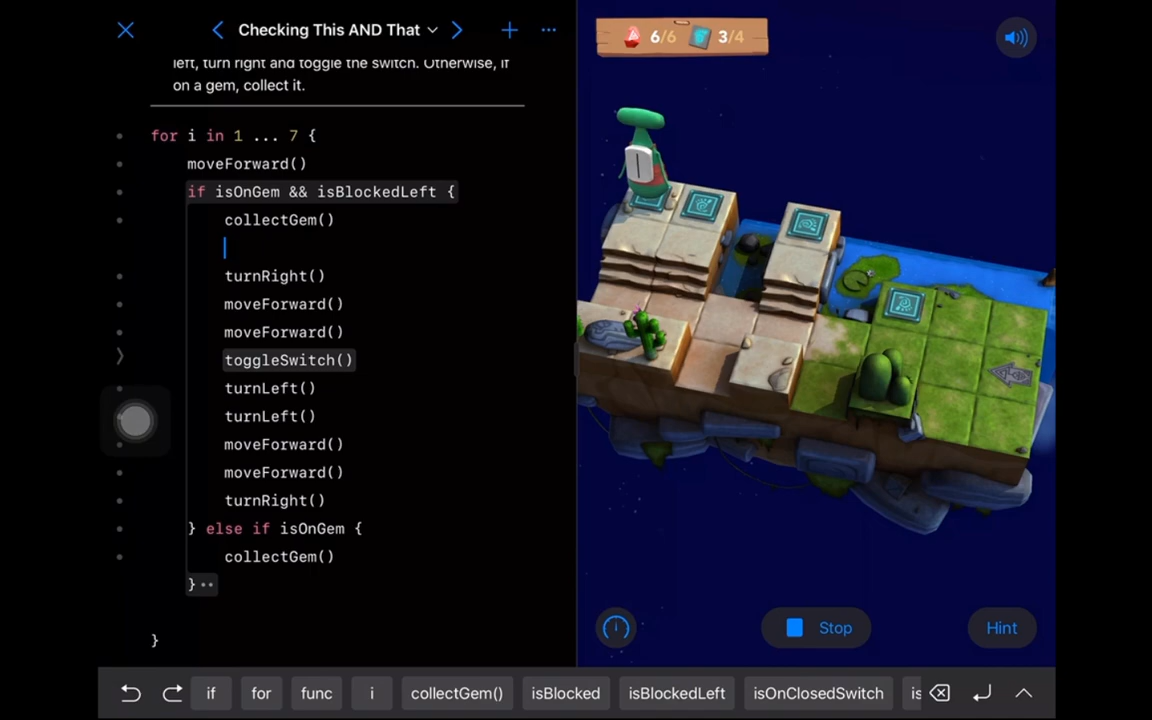 Checking This AND That
left, turn right and toggle the switch. Otherwise, if
on a gem, collect it.
for i in 1 ... 7 {
moveForward()
if isOnGem && isBlockedLeft {
collectGem()
turnRight()
moveForward()
moveForward()
toggleSwitch()
turnLeft()
turnLeft()
moveForward()
moveForward()
turnRight()
} else if isOnGem {
collectGem()
}
}
6/6 3/4
Stop
Hint
if for func i collectGem() isBlocked isBlockedLeft isOnClosedSwitch is